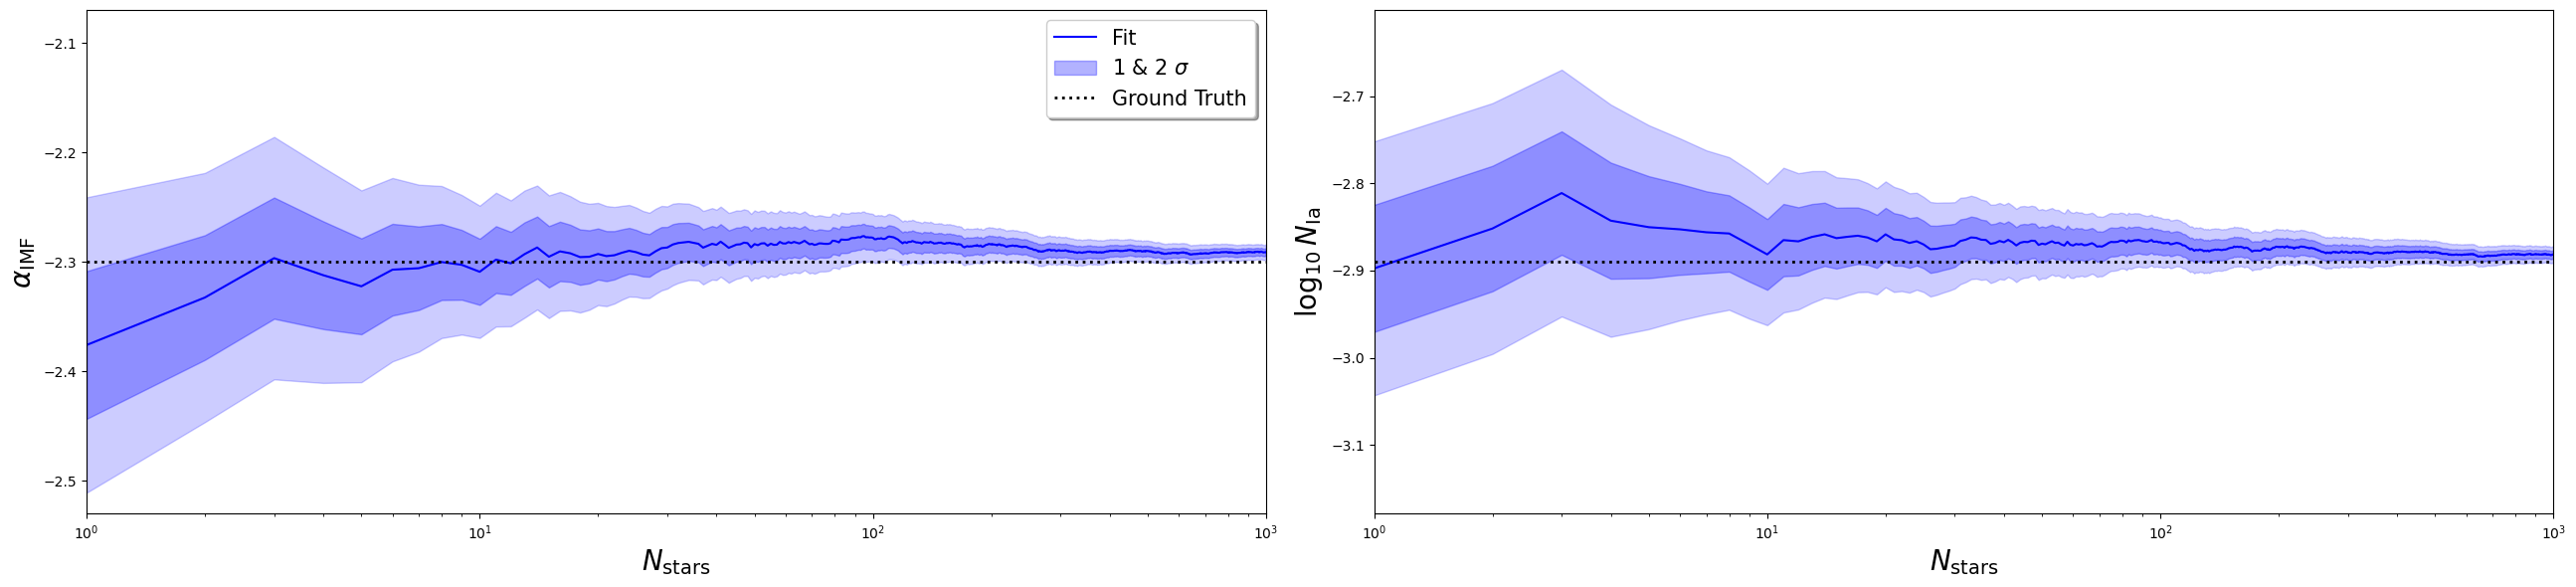 −2.1
−2.2
−2.3
−2.4
−2.5
α_IMF
10^0
10^1
10^2
10^3
N_stars
Fit
1 & 2 σ
Ground Truth
−2.7
−2.8
−2.9
−3.0
−3.1
log_10 N_Ia
10^0
10^1
10^2
10^3
N_stars